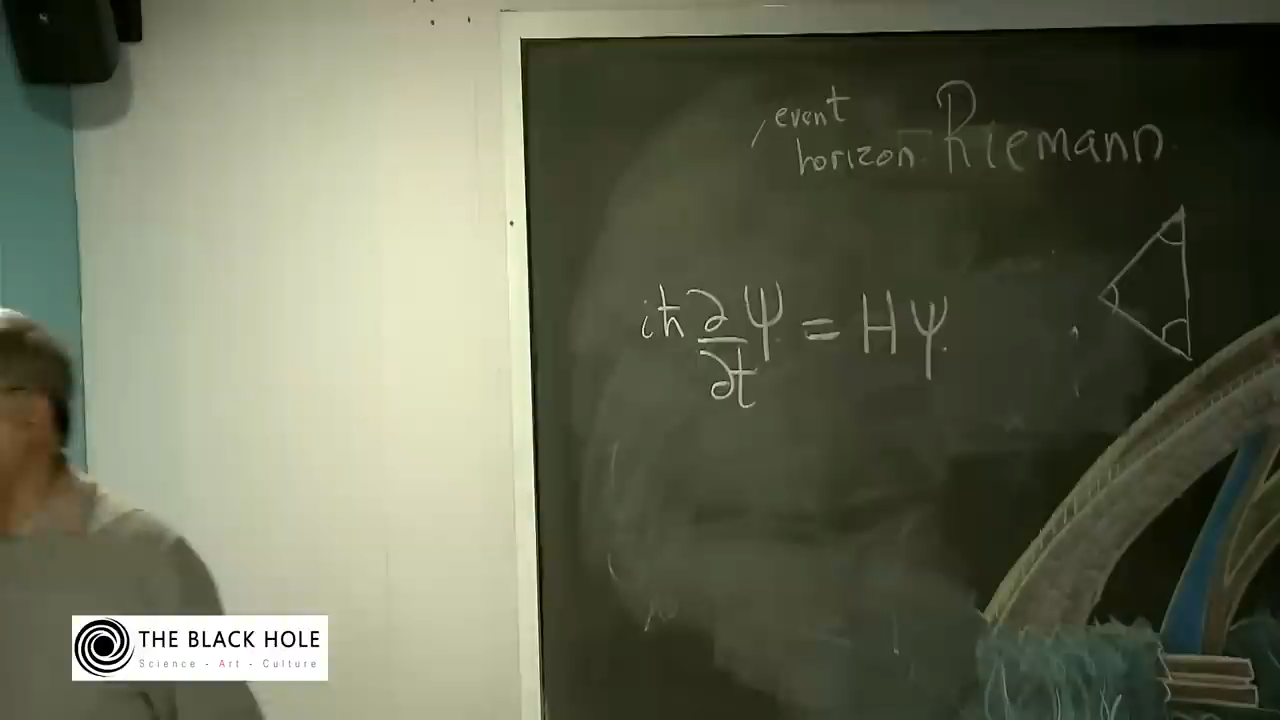 event
horizon
Riemann
iħ ∂/∂t Ψ = HΨ
THE BLACK HOLE
Science - Art - Culture